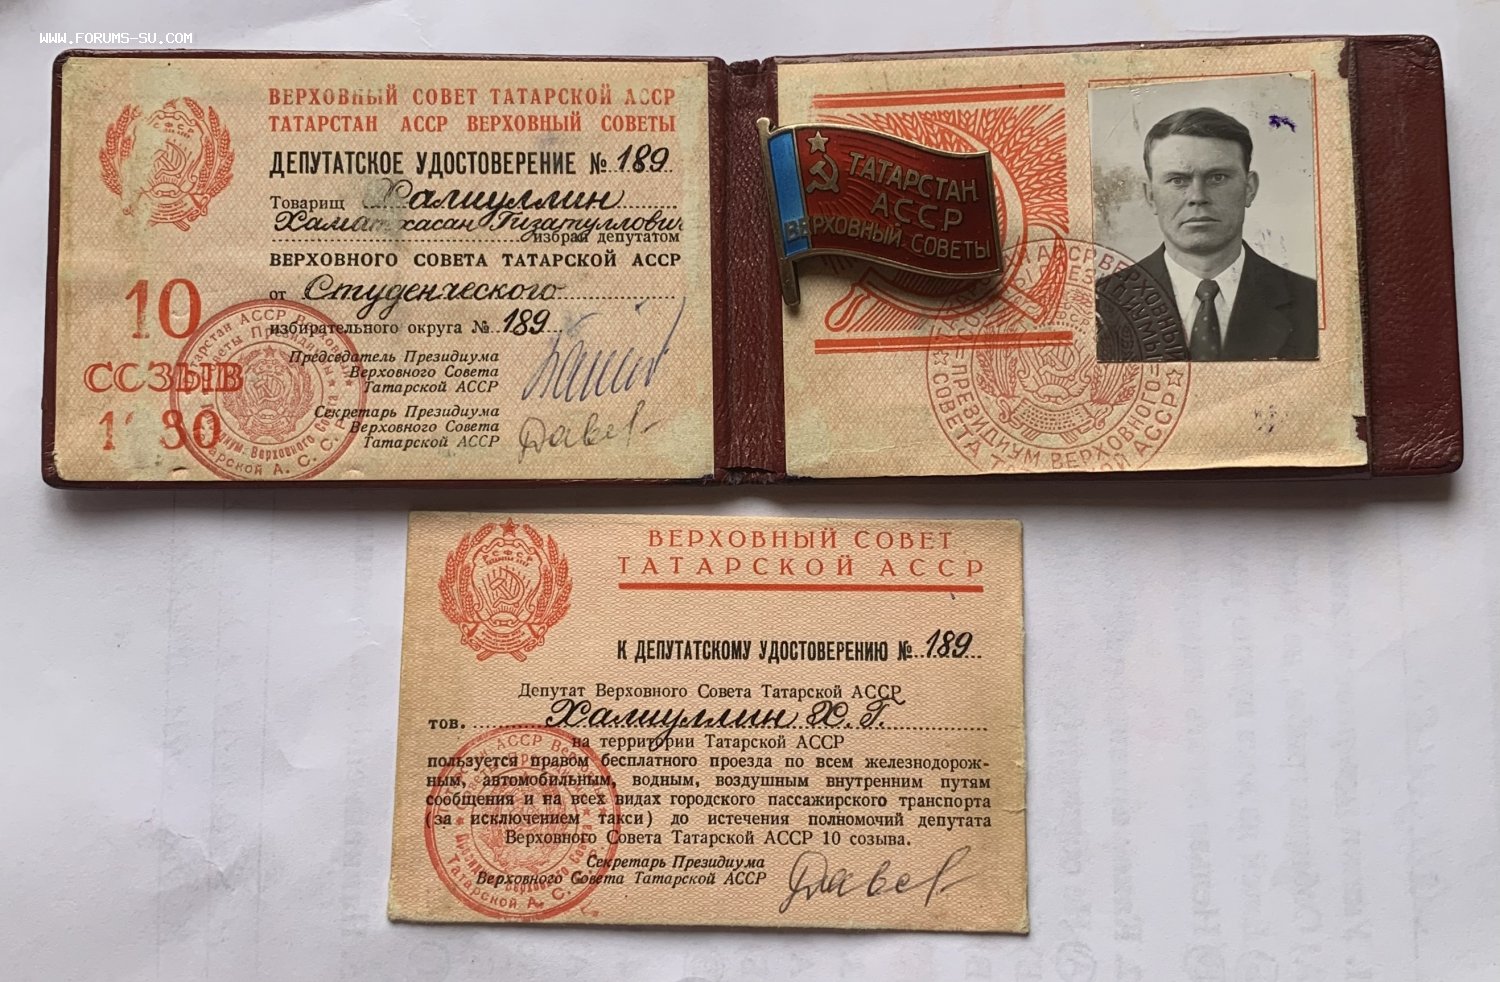 WWW.FORUMS-SU.COM
ВЕРХОВНЫЙ СОВЕТ ТАТАРСКОЙ АССР
ТАТАРСТАН АССР ВЕРХОВНЫЙ СОВЕТЫ
ДЕПУТАТСКОЕ УДОСТОВЕРЕНИЕ № 189
Товарищ Халиуллин
Гизатуллович
избран депутатом
ВЕРХОВНОГО СОВЕТА ТАТАРСКОЙ АССР
от Студенческого
избирательного округа № 189
Председатель Президиума
Верховного Совета
Татарской АССР
Секретарь Президиума
Верховного Совета
Татарской АССР
10
СОЗЫВ
ТАТАРСТАН
АССР
ВЕРХОВНЫЙ СОВЕТЫ
ПРЕЗИДИУМ ВЕРХОВНОГО
СОВЕТА
АССР
ВЕРХОВНЫЙ СОВЕТ
ТАТАРСКОЙ АССР
К ДЕПУТАТСКОМУ УДОСТОВЕРЕНИЮ № 189
Депутат Верховного Совета Татарской АССР
тов. Халиуллин Х. Г.
на территории Татарской АССР
пользуется правом бесплатного проезда по всем железнодорож-
ным, автомобильным, водным, воздушным внутренним путям
сообщения и на всех видах городского пассажирского транспорта
(за исключением такси) до истечения полномочий депутата
Верховного Совета Татарской АССР 10 созыва.
Секретарь Президиума
Верховного Совета Татарской АССР